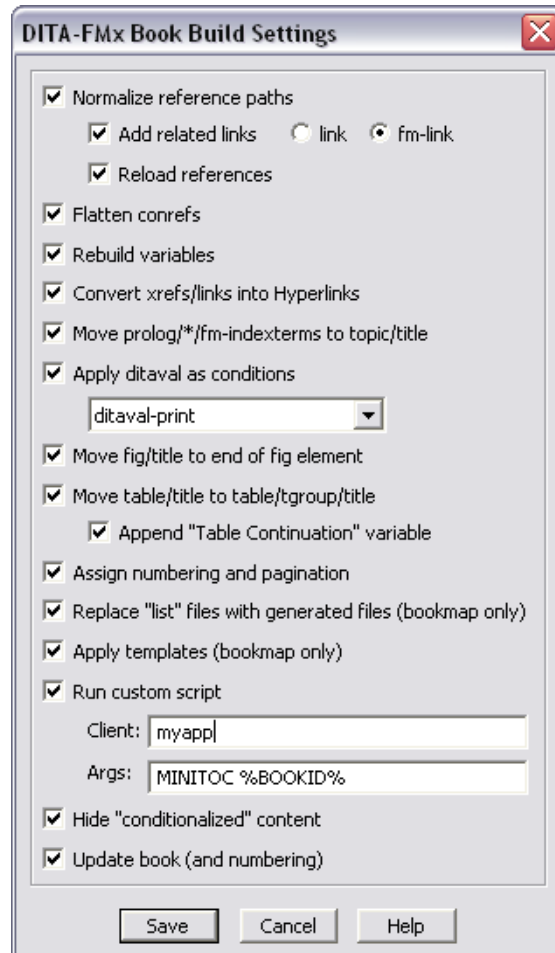 DITA-FMx Book Build Settings
Normalize reference paths
Add related links link fm-link
Reload references
Flatten conrefs
Rebuild variables
Convert xrefs/links into Hyperlinks
Move prolog/*/fm-indexterms to topic/title
Apply ditaval as conditions
ditaval-print
Move fig/title to end of fig element
Move table/title to table/tgroup/title
Append "Table Continuation" variable
Assign numbering and pagination
Replace "list" files with generated files (bookmap only)
Apply templates (bookmap only)
Run custom script
Client: myapp
Args: MINITOC %BOOKID%
Hide "conditionalized" content
Update book (and numbering)
Save Cancel Help